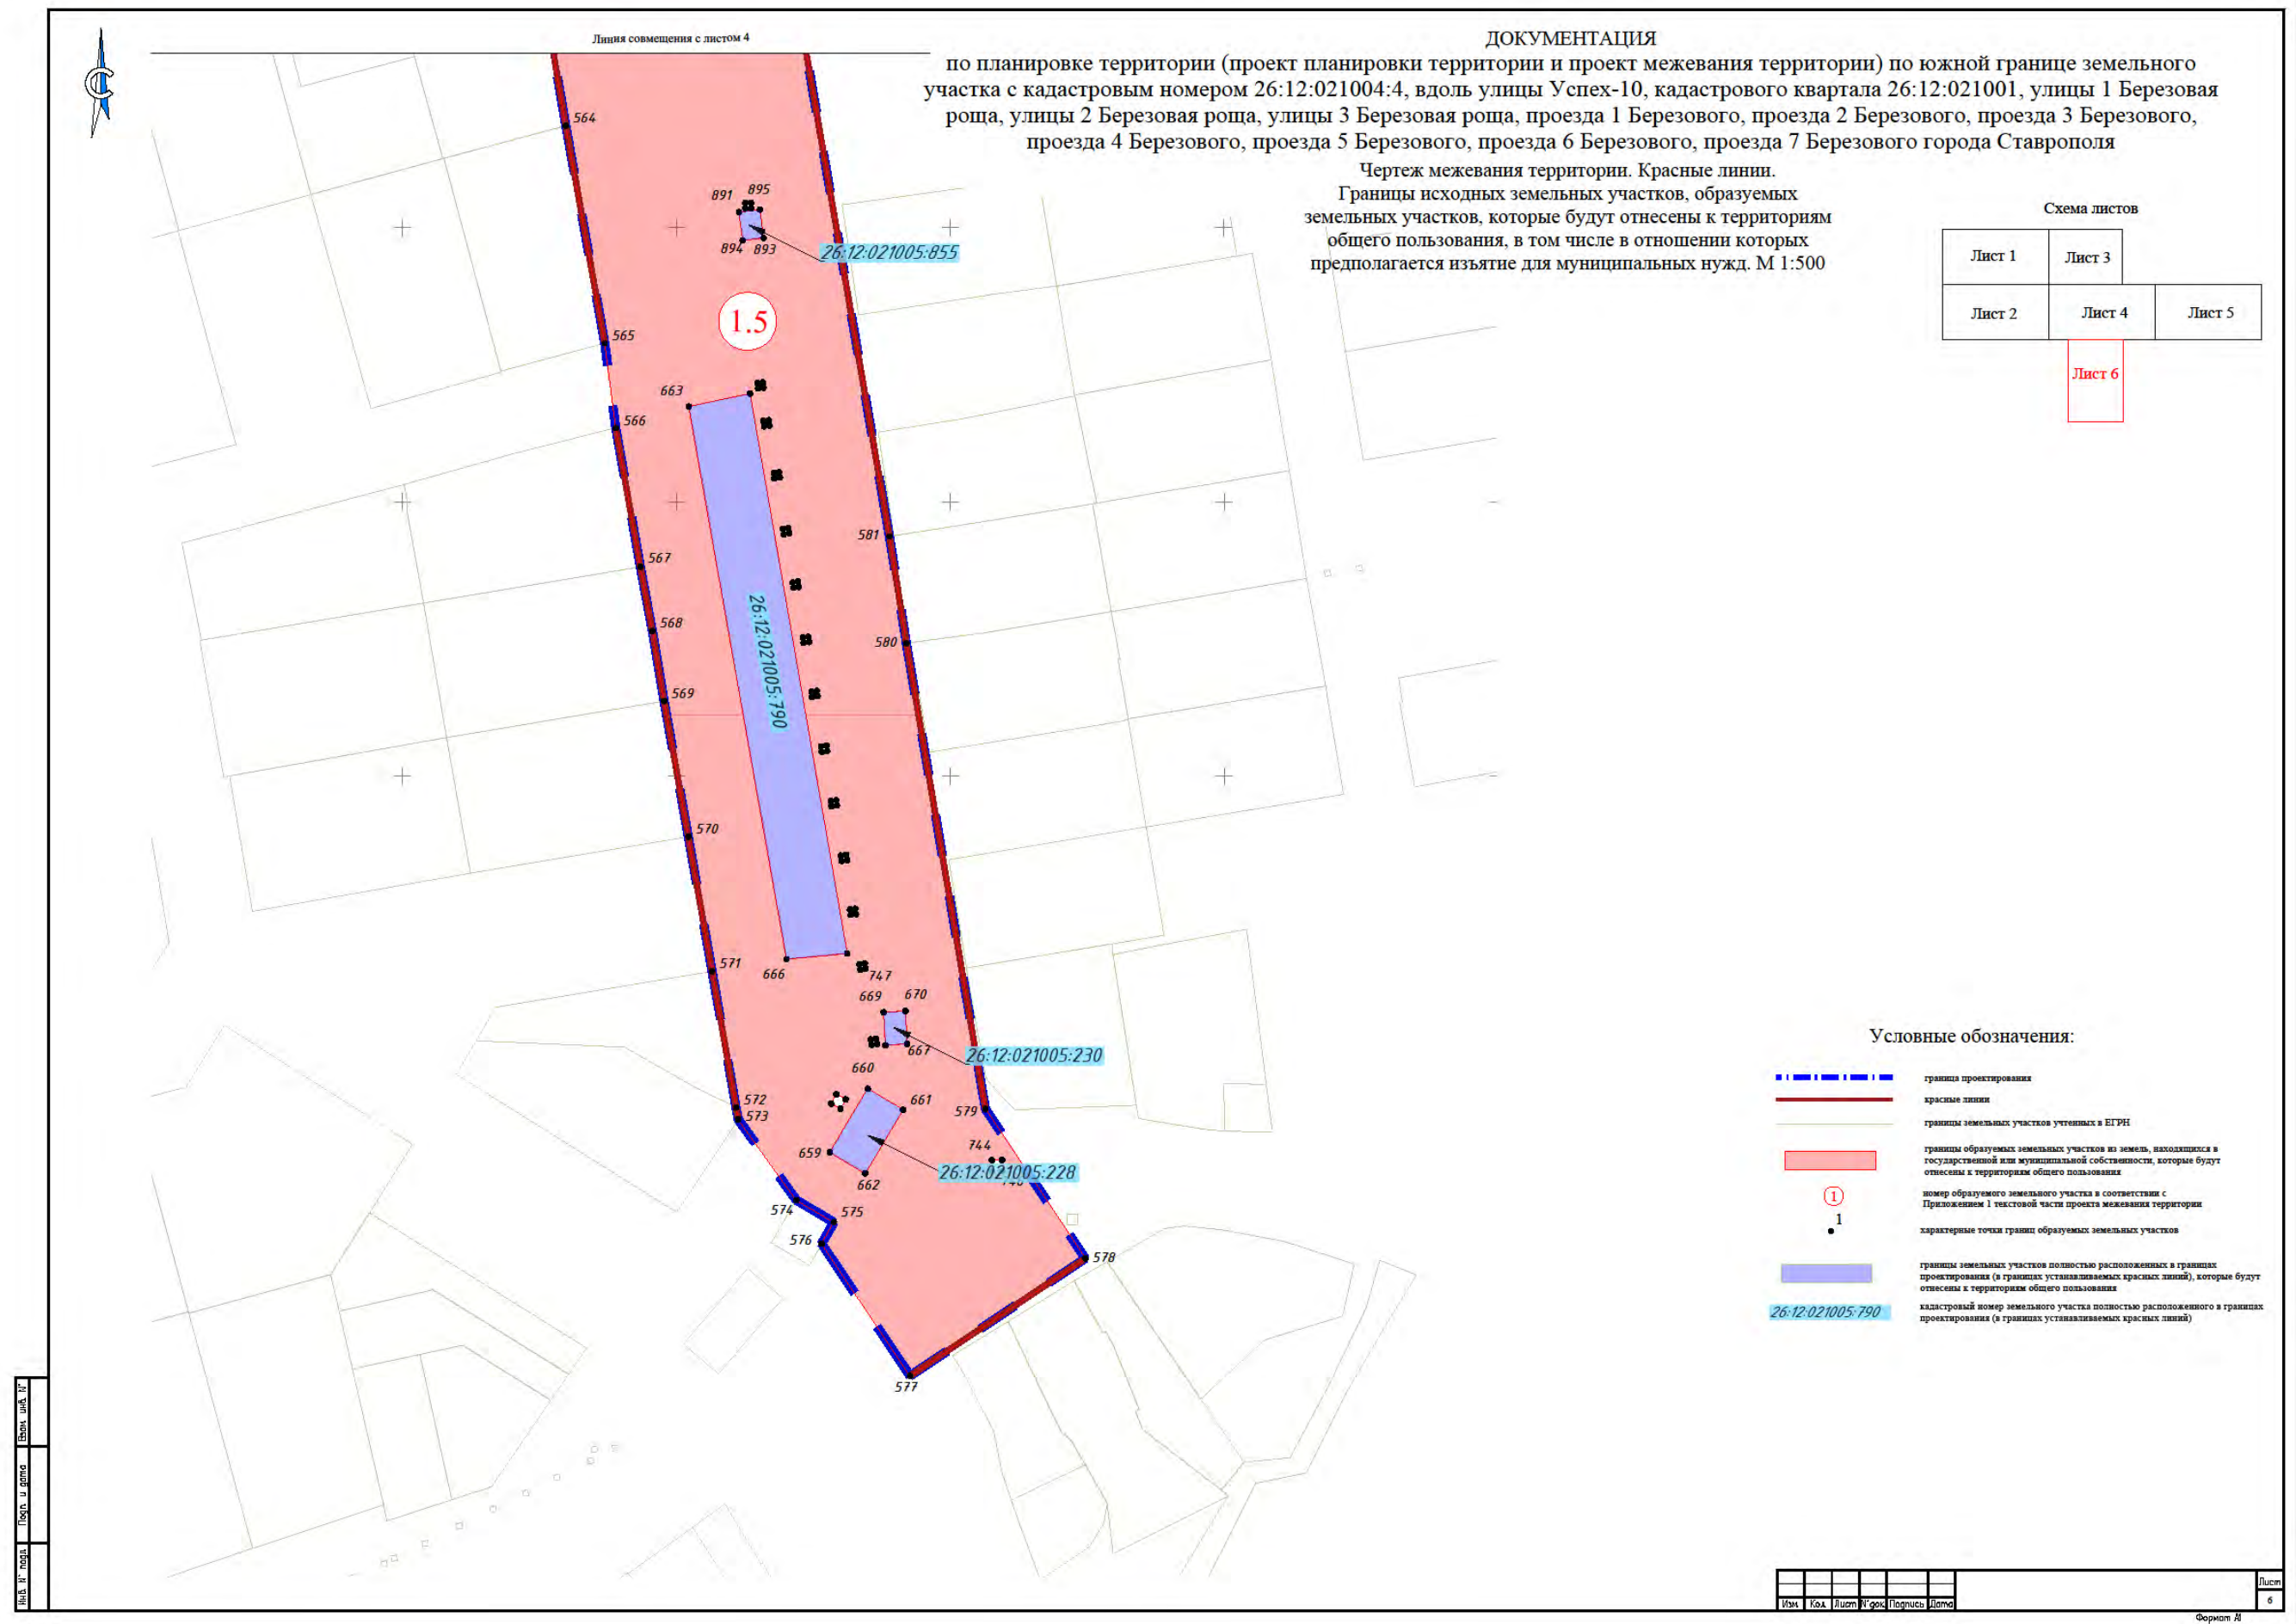 Линия совмещения с листом 4
ДОКУМЕНТАЦИЯ
по планировке территории (проект планировки территории и проект межевания территории) по южной границе земельного
участка с кадастровым номером 26:12:021004:4, вдоль улицы Успех-10, кадастрового квартала 26:12:021001, улицы 1 Березовая
роща, улицы 2 Березовая роща, улицы 3 Березовая роща, проезда 1 Березового, проезда 2 Березового, проезда 3 Березового,
проезда 4 Березового, проезда 5 Березового, проезда 6 Березового, проезда 7 Березового города Ставрополя
Чертеж межевания территории. Красные линии.
Границы исходных земельных участков, образуемых
земельных участков, которые будут отнесены к территориям
общего пользования, в том числе в отношении которых
предполагается изъятие для муниципальных нужд. М 1:500
Схема листов
Лист 1
Лист 3
Лист 2
Лист 4
Лист 5
Лист 6
С
564
891
895
894
893
26:12:021005:855
1.5
565
663
566
581
567
568
580
569
26:12:021005:790
570
571
666
747
669
670
667
26:12:021005:230
660
661
572
573
579
744
659
26:12:021005:228
662
574
575
576
578
577
Условные обозначения:
граница проектирования
красные линии
границы земельных участков учтенных в ЕГРН
границы образуемых земельных участков из земель, находящихся в
государственной или муниципальной собственности, которые будут
отнесены к территориям общего пользования
1
номер образуемого земельного участка в соответствии с
Приложением 1 текстовой части проекта межевания территории
1
характерные точки границ образуемых земельных участков
границы земельных участков полностью расположенных в границах
проектирования (в границах устанавливаемых красных линий), которые будут
отнесены к территориям общего пользования
26:12:021005:790
кадастровый номер земельного участка полностью расположенного в границах
проектирования (в границах устанавливаемых красных линий)
Взам. инв. N°
Подп. и дата
Инв. N° подл.
Изм. Кол. Лист N°док. Подпись Дата
Лист
6
Формат А1